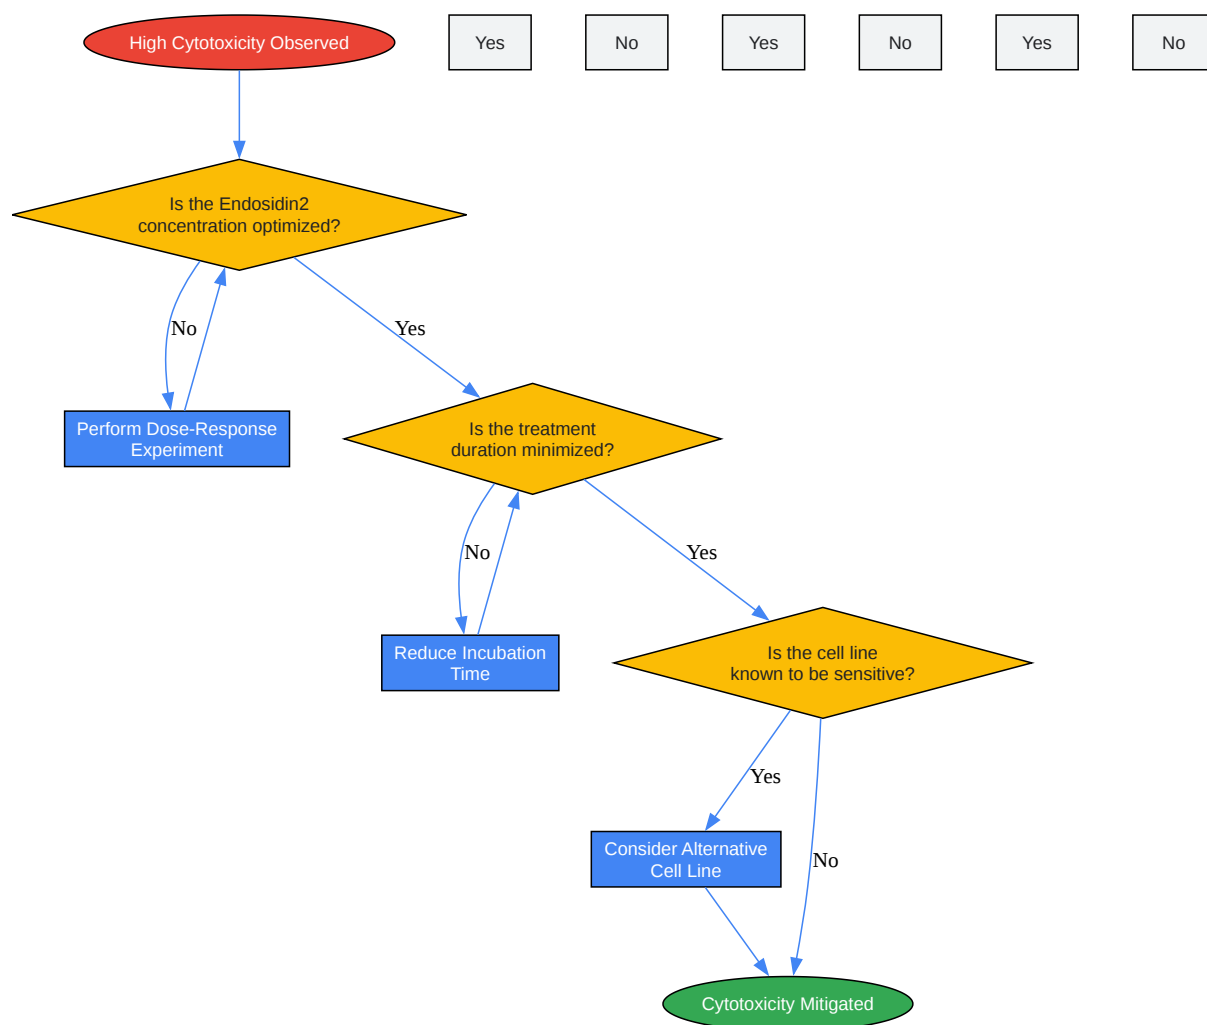 High Cytotoxicity Observed
Yes
No
Yes
No
Yes
No
Is the Endosidin2
concentration optimized?
No
Yes
Perform Dose-Response
Experiment
Is the treatment
duration minimized?
No
Yes
Reduce Incubation
Time
Is the cell line
known to be sensitive?
Yes
Consider Alternative
Cell Line
No
Cytotoxicity Mitigated